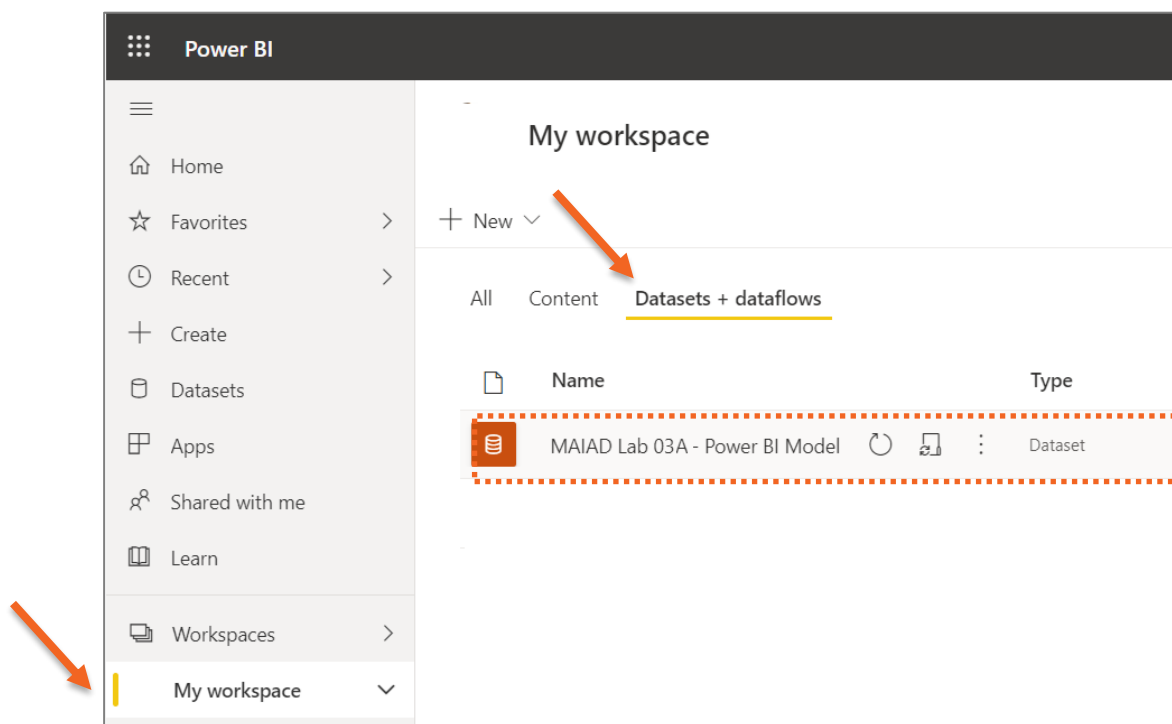 Power BI
Home
Favorites
Recent
Create
Datasets
Apps
Shared with me
Learn
Workspaces
My workspace
My workspace
New
All Content Datasets + dataflows
Name Type
MAIAD Lab 03A - Power BI Model Dataset